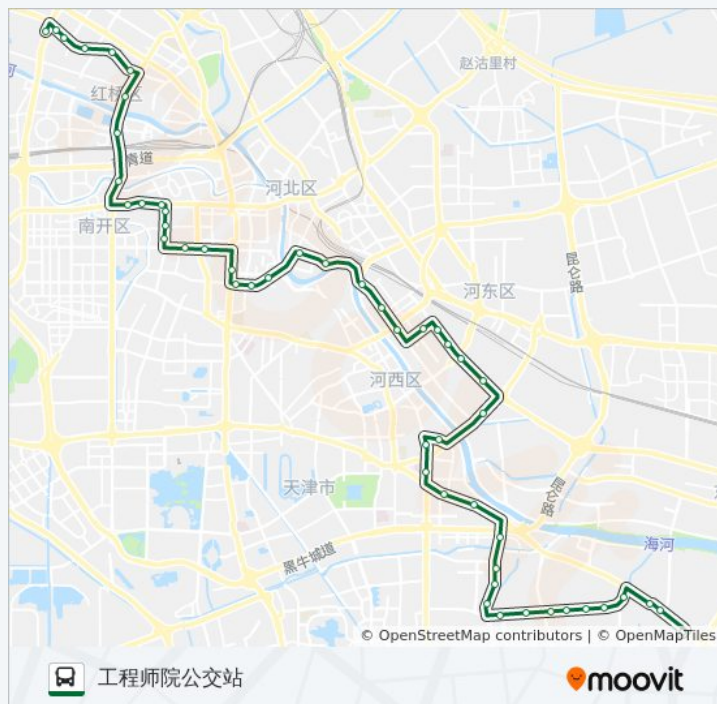 赵沽里村
红桥区
河北区
南开区
昆仑路
河东区
河西区
天津市
昆仑路
海河
黑牛城道
© OpenStreetMap contributors | © OpenMapTiles
工程师院公交站
moovit